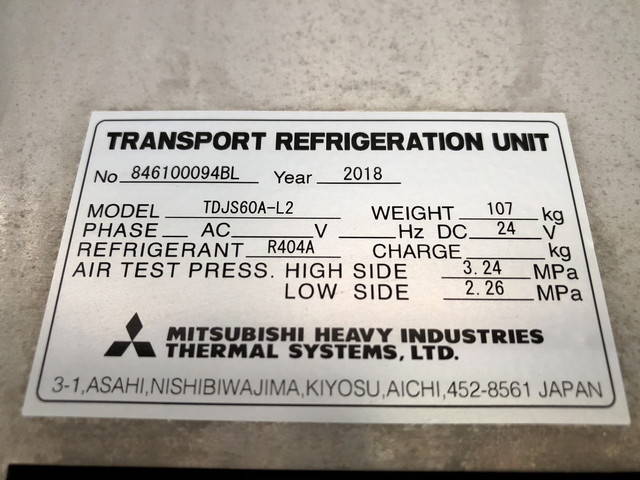 TRANSPORT REFRIGERATION UNIT
No 846100094BL Year 2018
MODEL TDJS60A-L2 WEIGHT 107 kg
PHASE AC V Hz DC 24 V
REFRIGERANT R404A CHARGE kg
AIR TEST PRESS. HIGH SIDE 3.24 MPa
LOW SIDE 2.26 MPa
MITSUBISHI HEAVY INDUSTRIES
THERMAL SYSTEMS, LTD.
3-1,ASAHI,NISHIBIWAJIMA,KIYOSU,AICHI,452-8561 JAPAN